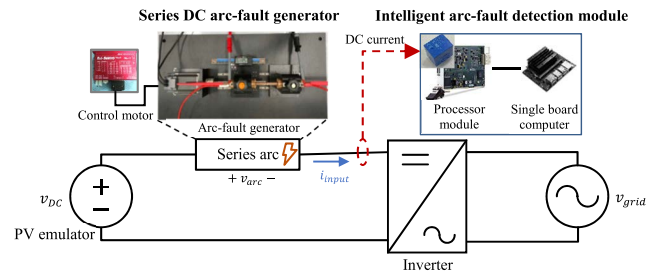 Series DC arc-fault generator
Intelligent arc-fault detection module
DC current
Control motor
Processor
module
Single board
computer
Arc-fault generator
Series arc
+ v_arc −
i_input
v_DC
+
−
PV emulator
v_grid
Inverter